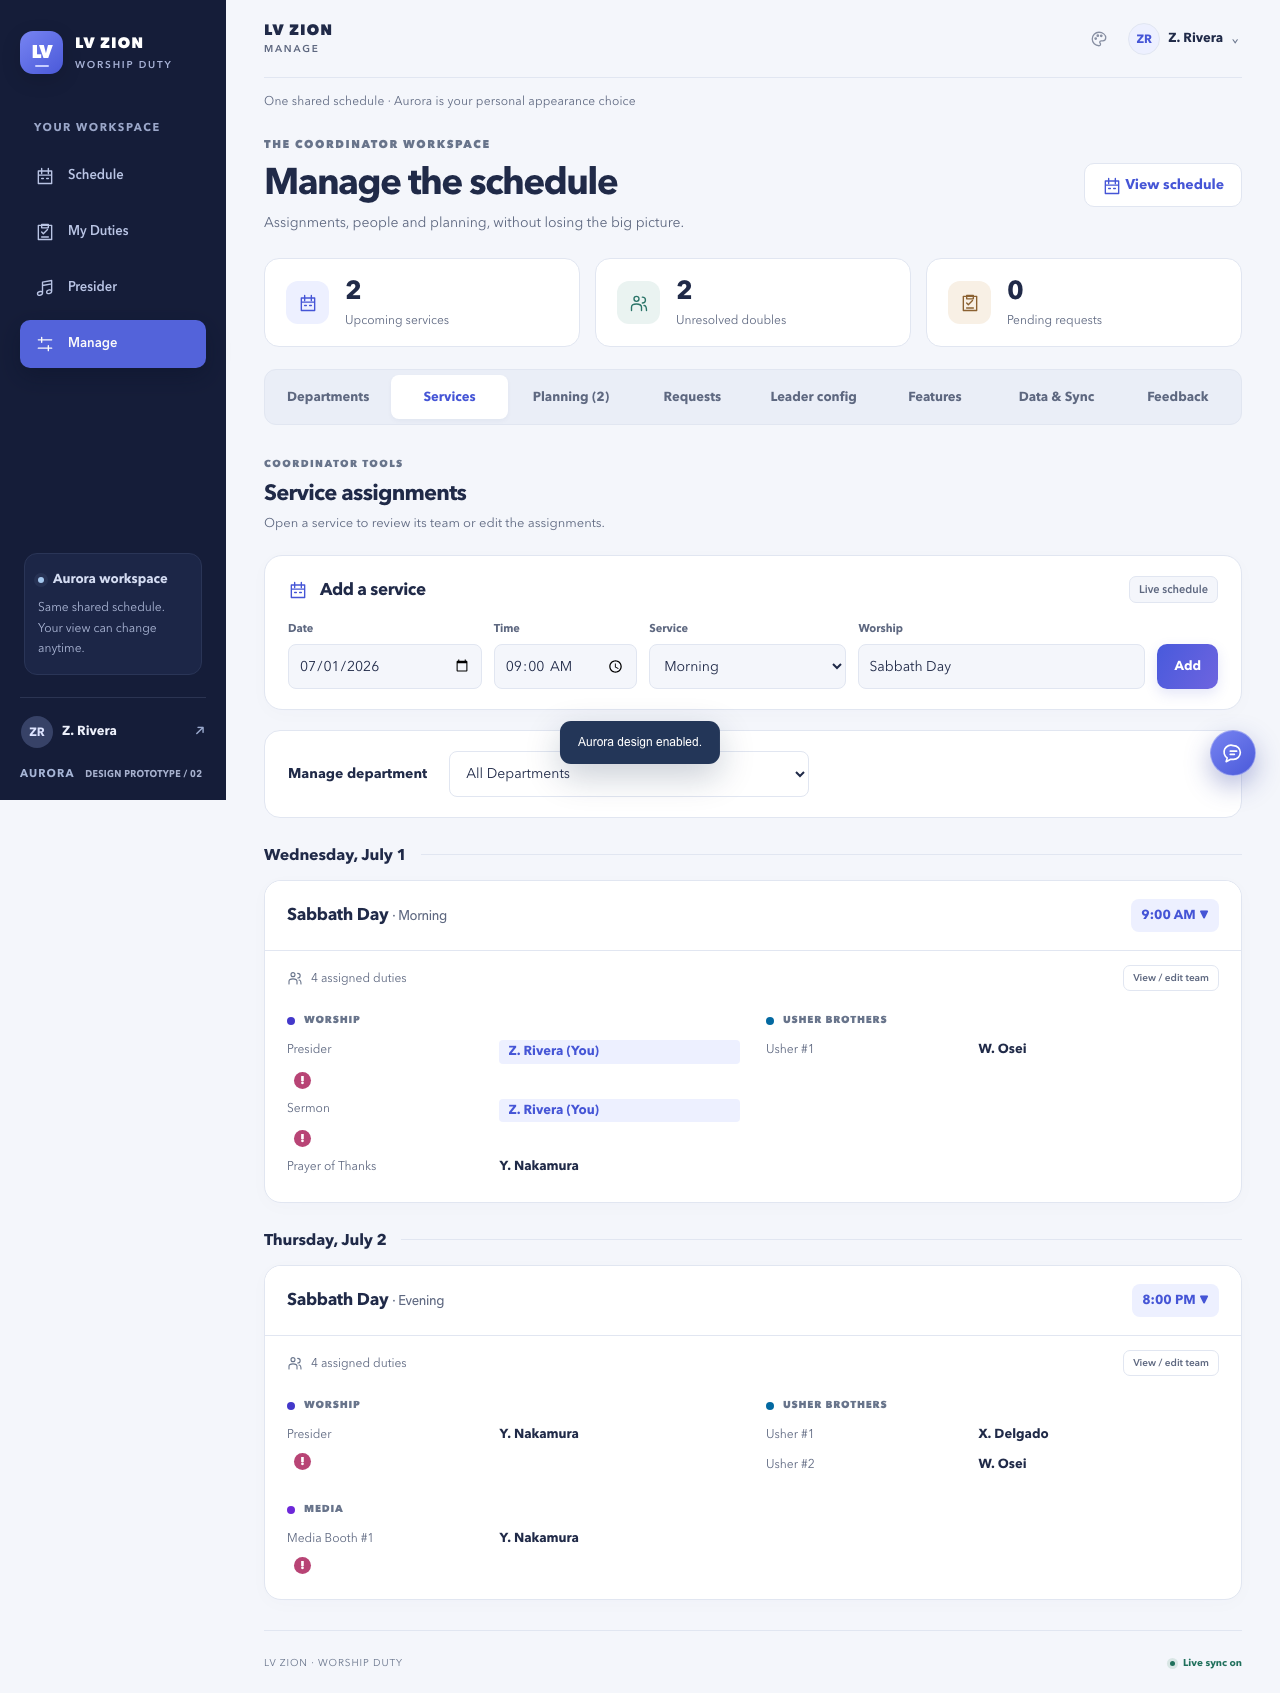 LV
LV ZION
WORSHIP DUTY
YOUR WORKSPACE
Schedule
My Duties
Presider
Manage
Aurora workspace
Same shared schedule.
Your view can change
anytime.
ZR Z. Rivera
AURORA DESIGN PROTOTYPE / 02
LV ZION
MANAGE
ZR Z. Rivera
One shared schedule · Aurora is your personal appearance choice
THE COORDINATOR WORKSPACE
Manage the schedule
View schedule
Assignments, people and planning, without losing the big picture.
2
Upcoming services
2
Unresolved doubles
0
Pending requests
Departments Services Planning (2) Requests Leader config Features Data & Sync Feedback
COORDINATOR TOOLS
Service assignments
Open a service to review its team or edit the assignments.
Add a service
Live schedule
Date Time Service Worship
07/01/2026 09:00 AM Morning Sabbath Day Add
Aurora design enabled.
Manage department All Departments
Wednesday, July 1
Sabbath Day · Morning
9:00 AM ▼
4 assigned duties
View / edit team
WORSHIP
Presider Z. Rivera (You)
!
Sermon Z. Rivera (You)
!
Prayer of Thanks Y. Nakamura
USHER BROTHERS
Usher #1 W. Osei
Thursday, July 2
Sabbath Day · Evening
8:00 PM ▼
4 assigned duties
View / edit team
WORSHIP
Presider Y. Nakamura
!
USHER BROTHERS
Usher #1 X. Delgado
Usher #2 W. Osei
MEDIA
Media Booth #1 Y. Nakamura
!
LV ZION · WORSHIP DUTY
Live sync on